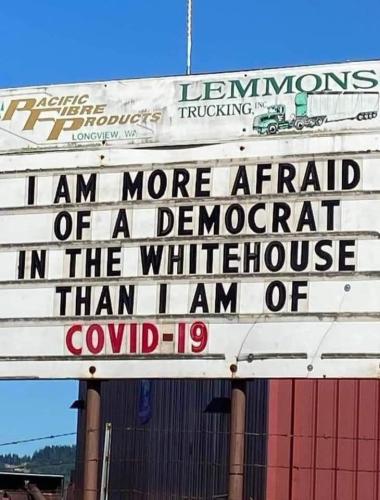 PACIFIC
FIBRE
PRODUCTS
LONGVIEW, WA
LEMMONS
TRUCKING, INC
I AM MORE AFRAID
OF A DEMOCRAT
IN THE WHITEHOUSE
THAN I AM OF
COVID-19